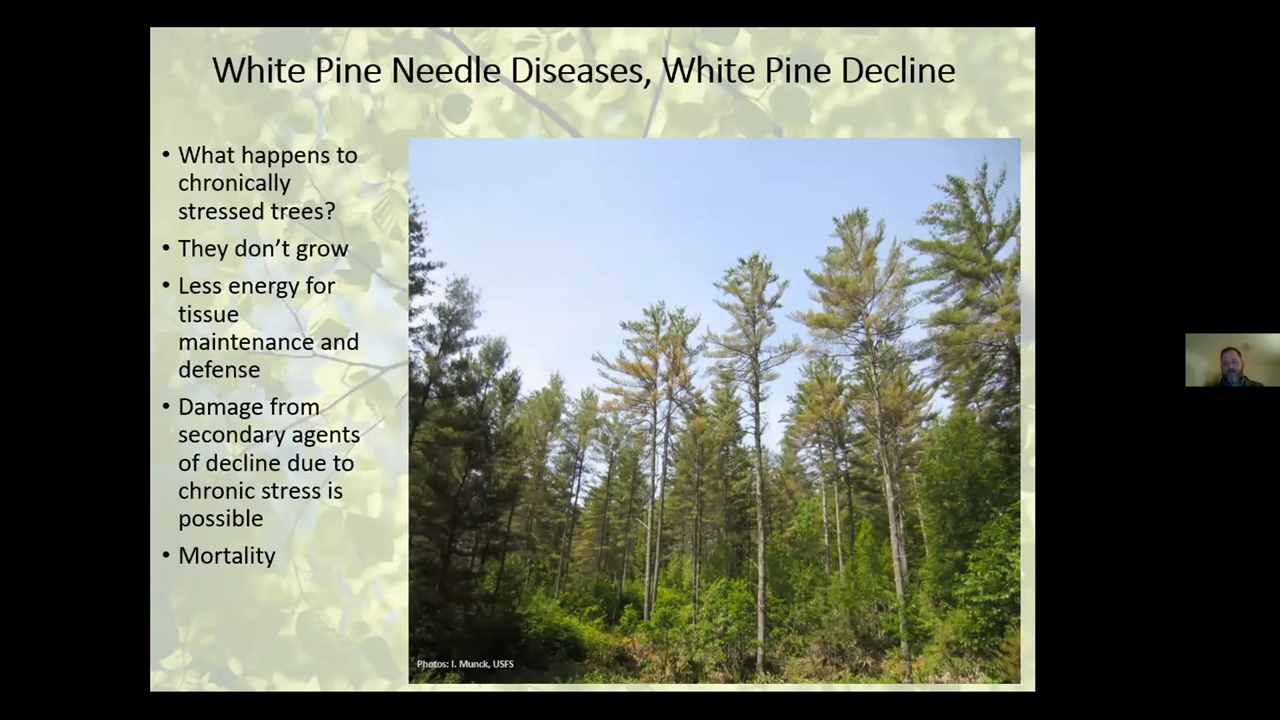 White Pine Needle Diseases, White Pine Decline
• What happens to
chronically
stressed trees?
• They don’t grow
• Less energy for
tissue
maintenance and
defense
• Damage from
secondary agents
of decline due to
chronic stress is
possible
• Mortality
Photos: I. Munck, USFS